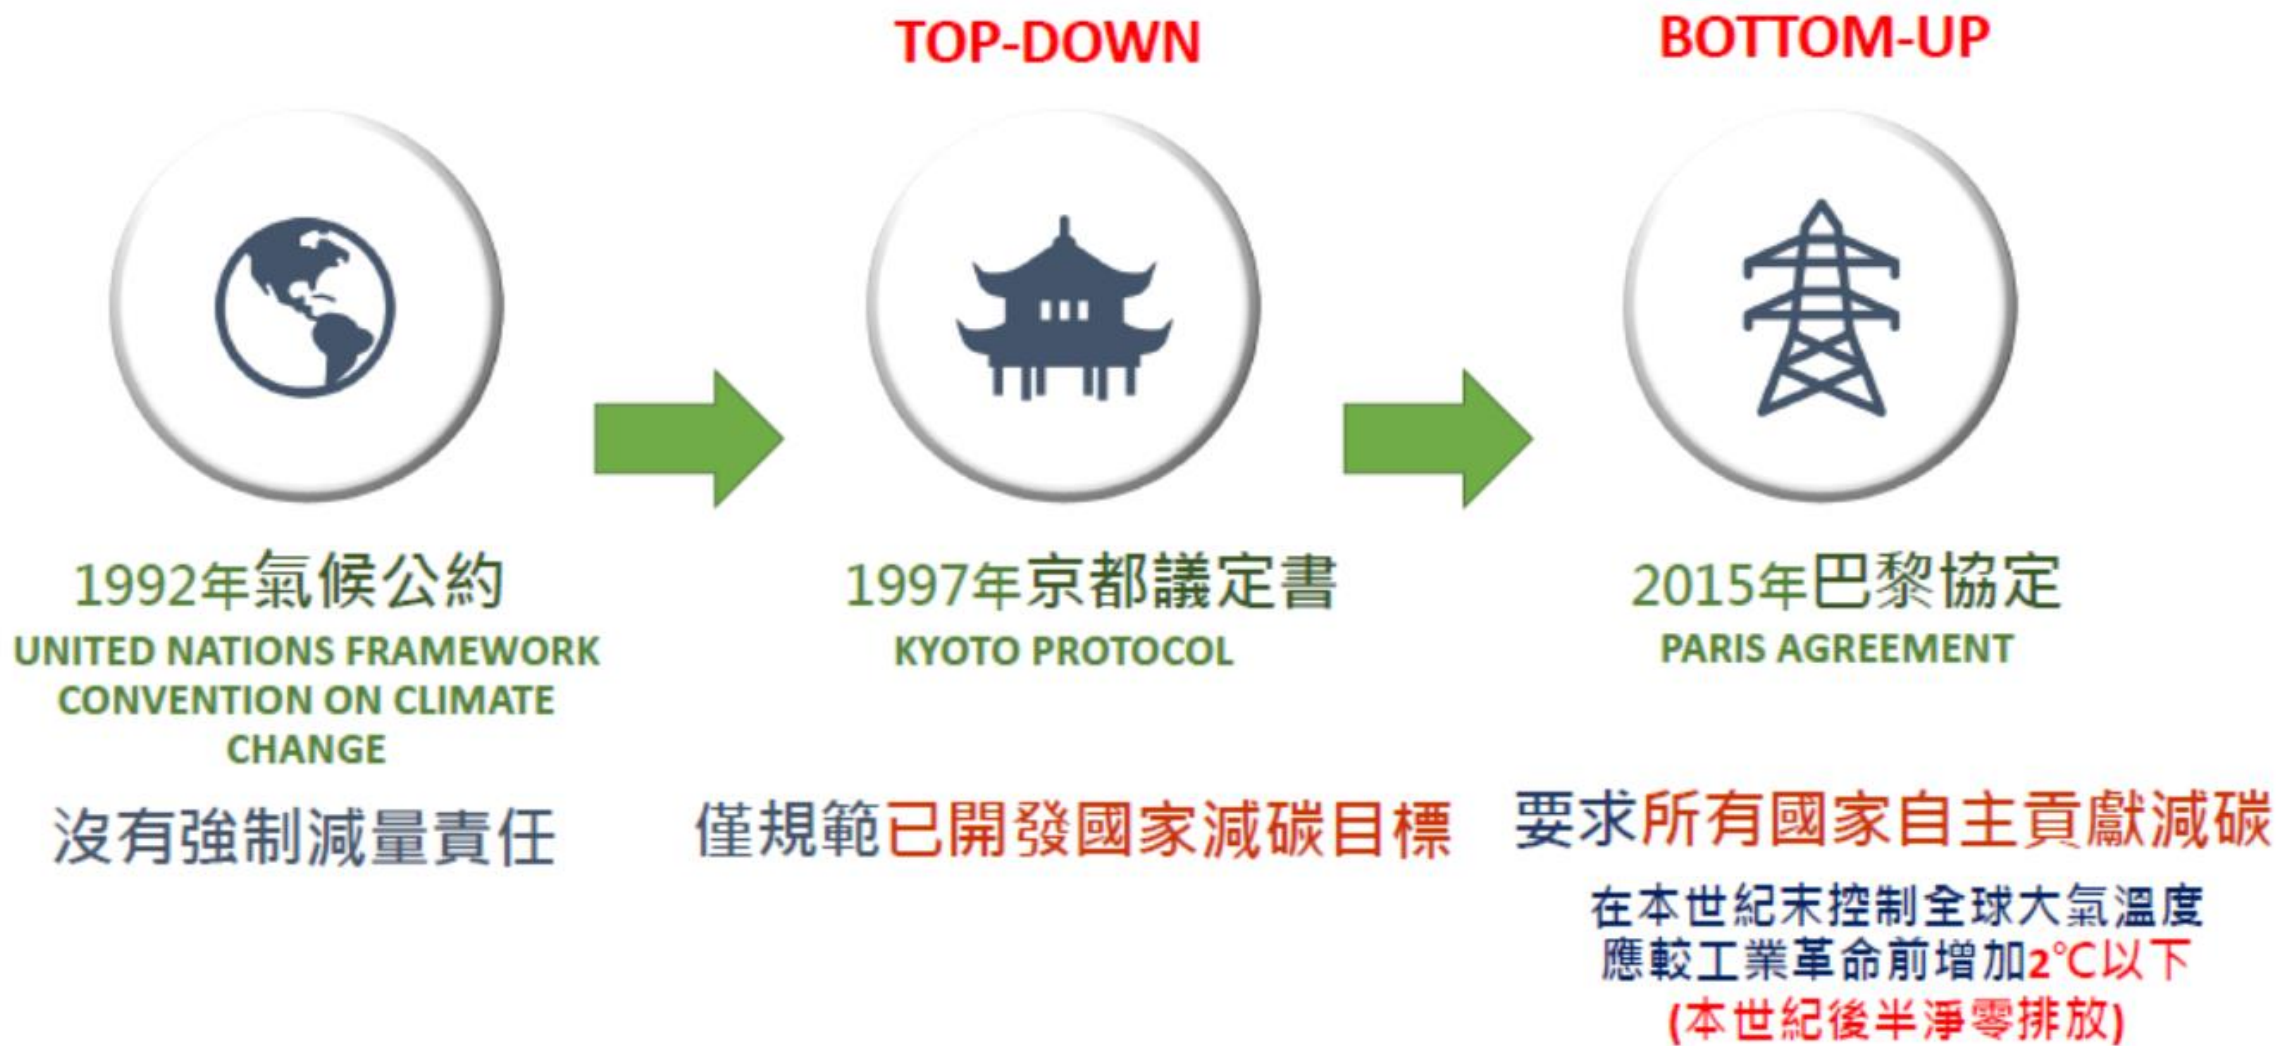 TOP-DOWN
BOTTOM-UP
1992年氣候公約
UNITED NATIONS FRAMEWORK
CONVENTION ON CLIMATE
CHANGE
沒有強制減量責任
1997年京都議定書
KYOTO PROTOCOL
僅規範已開發國家減碳目標
2015年巴黎協定
PARIS AGREEMENT
要求所有國家自主貢獻減碳
在本世紀末控制全球大氣溫度
應較工業革命前增加2℃以下
(本世紀後半淨零排放)